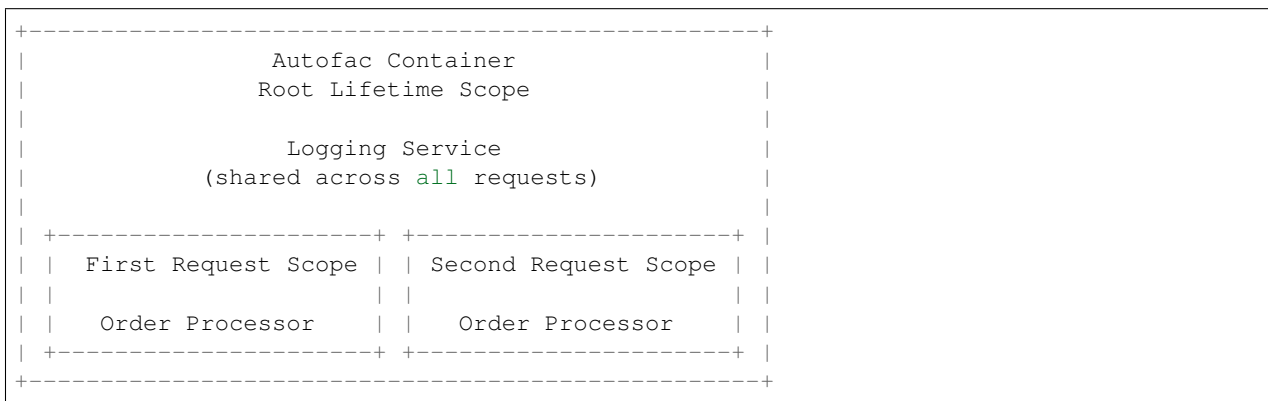 +---------------------------------------------------+
|                 Autofac Container                 |
|                Root Lifetime Scope                |
|                                                   |
|                  Logging Service                  |
|            (shared across all requests)           |
|                                                   |
| +----------------------+ +----------------------+ |
| |  First Request Scope | | Second Request Scope | |
| |                      | |                      | |
| |   Order Processor    | |   Order Processor    | |
| +----------------------+ +----------------------+ |
+---------------------------------------------------+